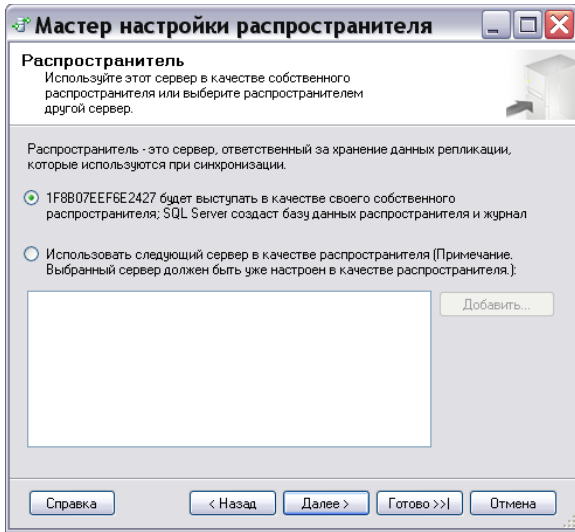 Мастер настройки распространителя
Распространитель
Используйте этот сервер в качестве собственного
распространителя или выберите распространителем
другой сервер.
Распространитель - это сервер, ответственный за хранение данных репликации,
которые используются при синхронизации.
1F8B07EEF6E2427 будет выступать в качестве своего собственного
распространителя; SQL Server создаст базу данных распространителя и журнал
Использовать следующий сервер в качестве распространителя (Примечание.
Выбранный сервер должен быть уже настроен в качестве распространителя.):
Добавить...
Справка
< Назад
Далее >
Готово >>|
Отмена